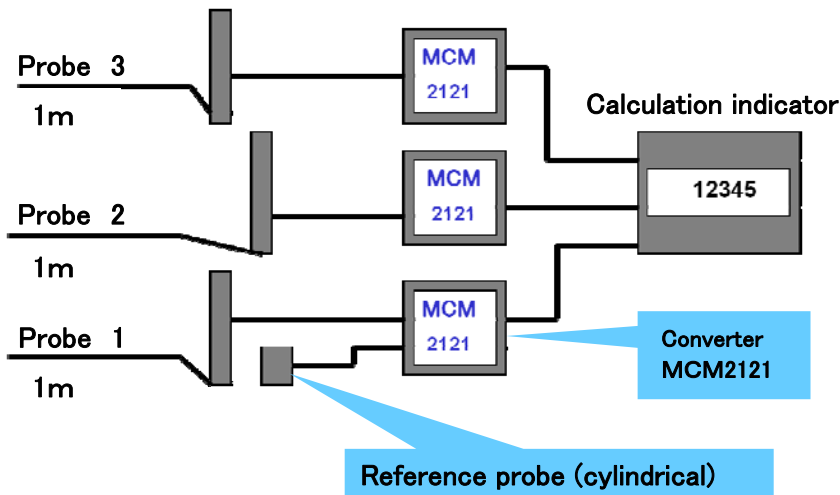 Probe 3
1m
MCM
2121
Calculation indicator
12345
Probe 2
1m
MCM
2121
Probe 1
1m
MCM
2121
Converter
MCM2121
Reference probe (cylindrical)